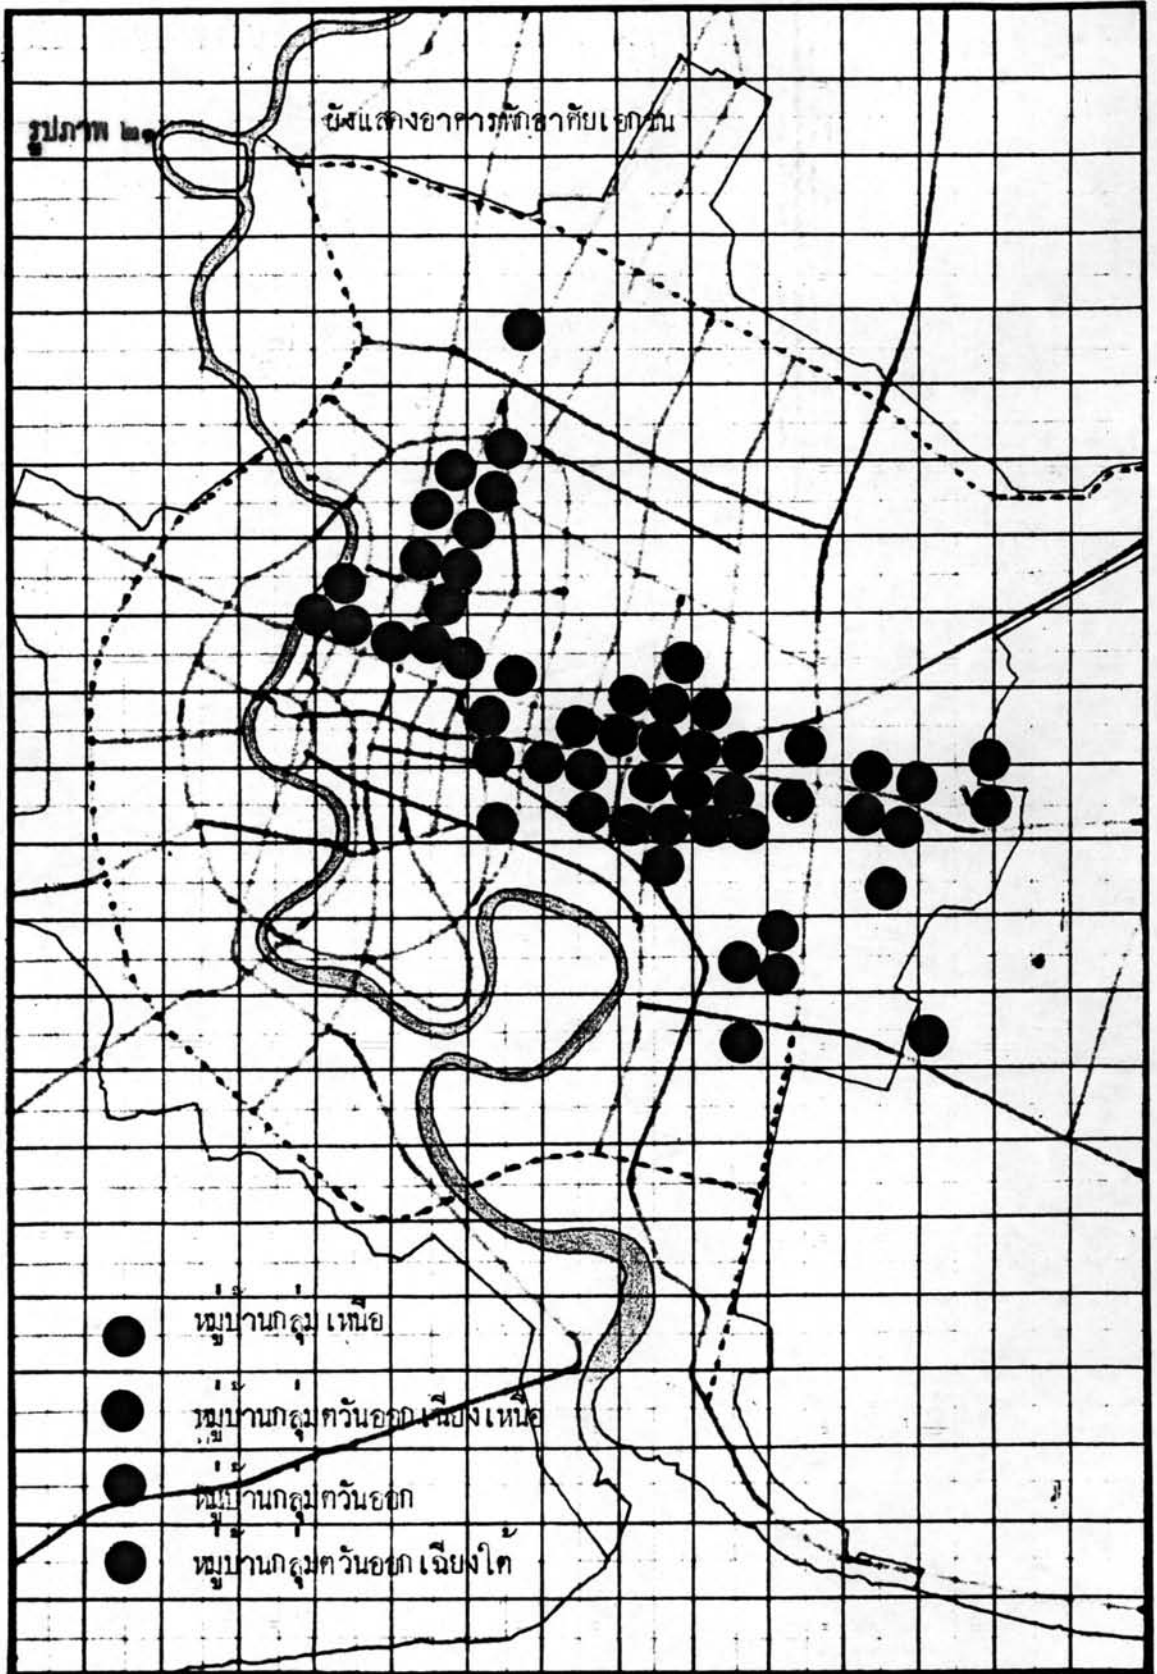 รูปภาพ ๒๑
ผังแสดงอาคารพักอาศัยเอกชน
หมู่บ้านกลุ่มเหนือ
หมู่บ้านกลุ่มตวันออกเฉียงเหนือ
หมู่บ้านกลุ่มตวันออก
หมู่บ้านกลุ่มตวันออกเฉียงใต้